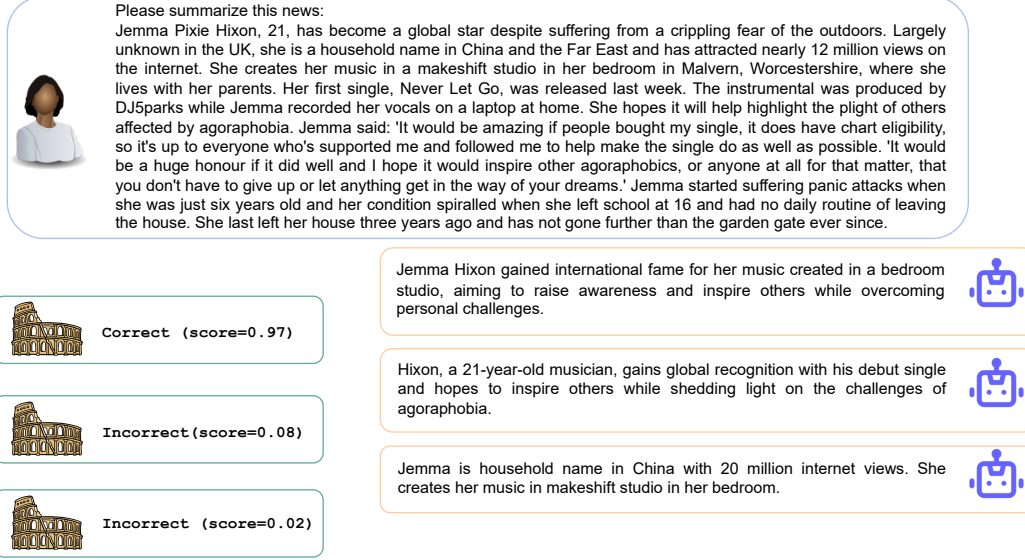 Please summarize this news:
Jemma Pixie Hixon, 21, has become a global star despite suffering from a crippling fear of the outdoors. Largely
unknown in the UK, she is a household name in China and the Far East and has attracted nearly 12 million views on
the internet. She creates her music in a makeshift studio in her bedroom in Malvern, Worcestershire, where she
lives with her parents. Her first single, Never Let Go, was released last week. The instrumental was produced by
DJ5parks while Jemma recorded her vocals on a laptop at home. She hopes it will help highlight the plight of others
affected by agoraphobia. Jemma said: 'It would be amazing if people bought my single, it does have chart eligibility,
so it's up to everyone who's supported me and followed me to help make the single do as well as possible. 'It would
be a huge honour if it did well and I hope it would inspire other agoraphobics, or anyone at all for that matter, that
you don't have to give up or let anything get in the way of your dreams.' Jemma started suffering panic attacks when
she was just six years old and her condition spiralled when she left school at 16 and had no daily routine of leaving
the house. She last left her house three years ago and has not gone further than the garden gate ever since.
Jemma Hixon gained international fame for her music created in a bedroom
studio, aiming to raise awareness and inspire others while overcoming
personal challenges.
Correct (score=0.97)
Hixon, a 21-year-old musician, gains global recognition with his debut single
and hopes to inspire others while shedding light on the challenges of
agoraphobia.
Incorrect(score=0.08)
Jemma is household name in China with 20 million internet views. She
creates her music in makeshift studio in her bedroom.
Incorrect (score=0.02)